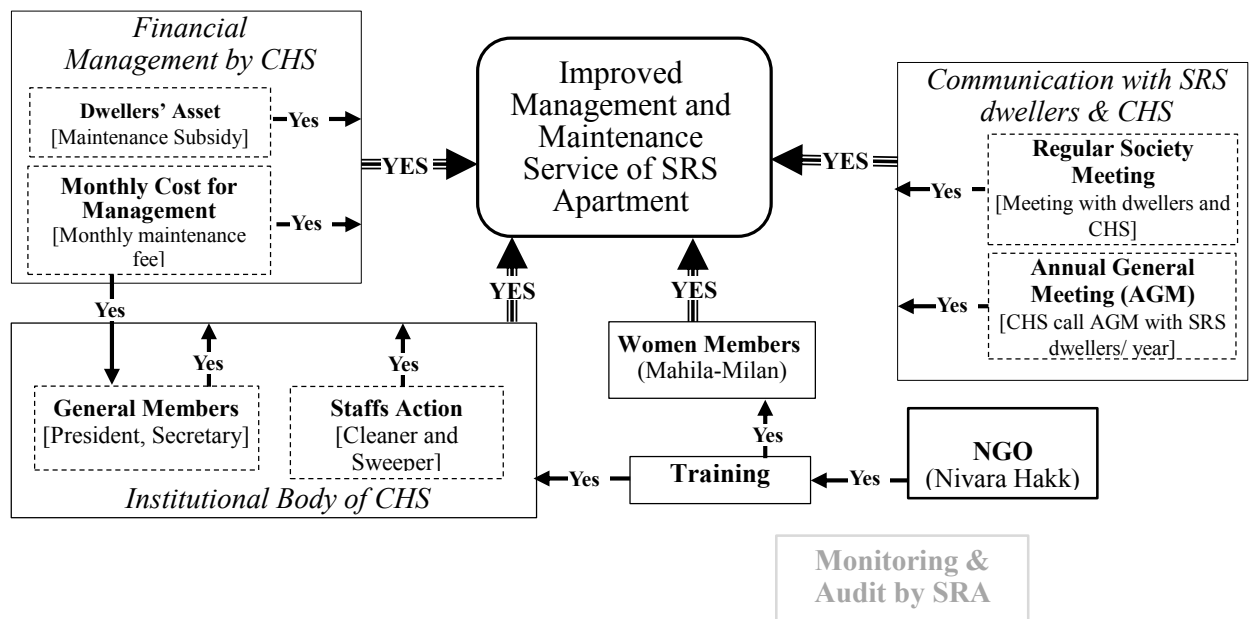 Financial
Management by CHS
Dwellers' Asset
[Maintenance Subsidy]
Yes
Monthly Cost for
Management
[Monthly maintenance
fee]
Yes
YES
Improved
Management and
Maintenance
Service of SRS
Apartment
YES
Communication with SRS
dwellers & CHS
Regular Society
Meeting
[Meeting with dwellers and
CHS]
Yes
Annual General
Meeting (AGM)
[CHS call AGM with SRS
dwellers/ year]
Yes
Yes
YES
YES
Yes
Yes
General Members
[President, Secretary]
Staffs Action
[Cleaner and
Sweeper]
Institutional Body of CHS
Women Members
(Mahila-Milan)
Yes
Yes
Training
Yes
NGO
(Nivara Hakk)
Monitoring &
Audit by SRA